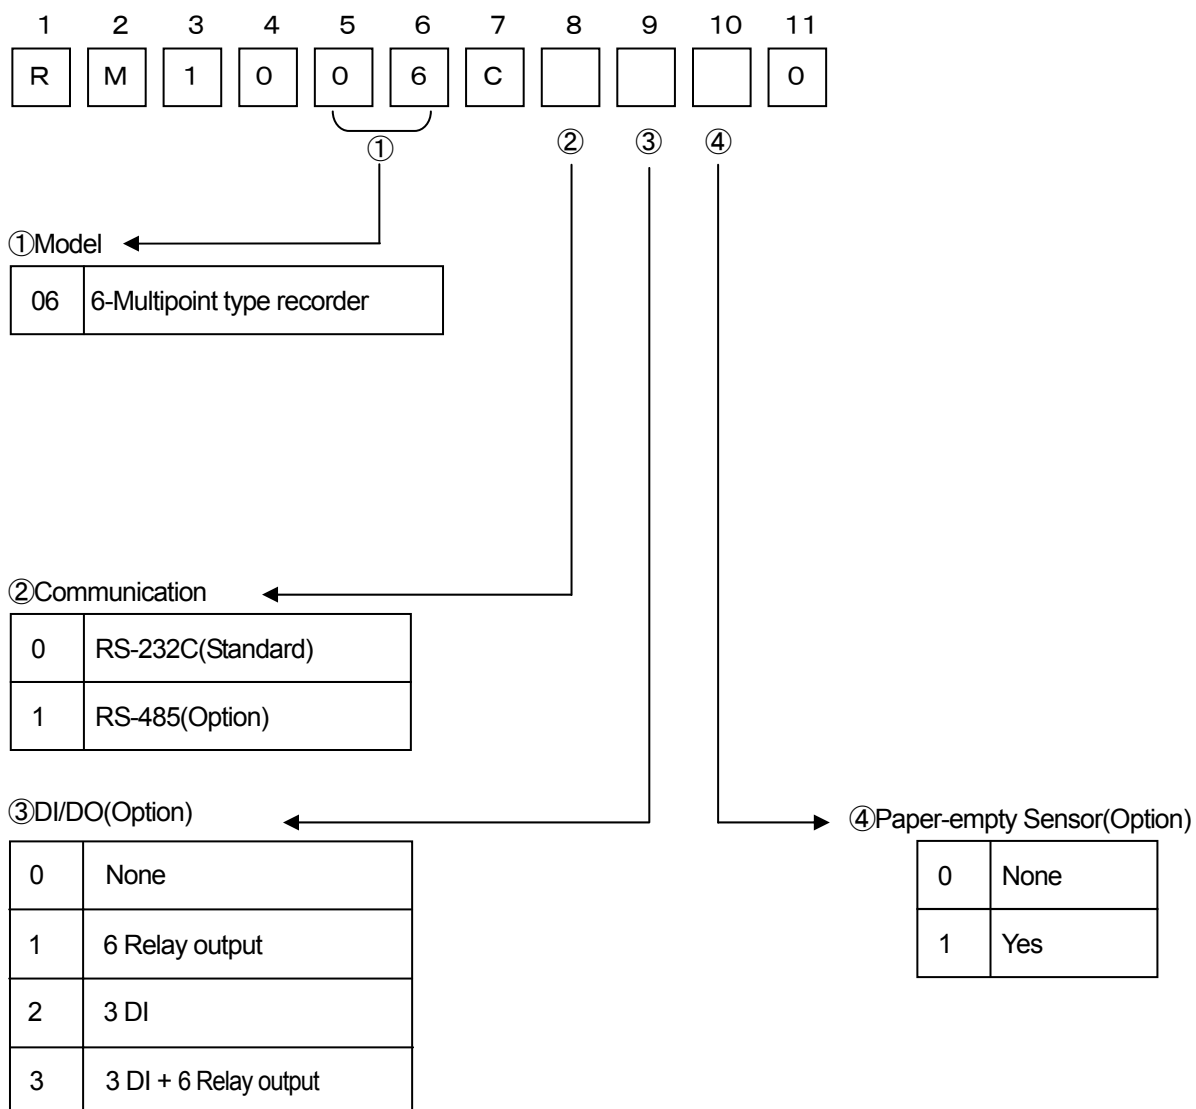 1 2 3 4 5 6 7 8 9 10 11
R M 1 0 0 6 C 0
① ② ③ ④
①Model
06 6-Multipoint type recorder
②Communication
0 RS-232C(Standard)
1 RS-485(Option)
③DI/DO(Option)
0 None
1 6 Relay output
2 3 DI
3 3 DI + 6 Relay output
④Paper-empty Sensor(Option)
0 None
1 Yes